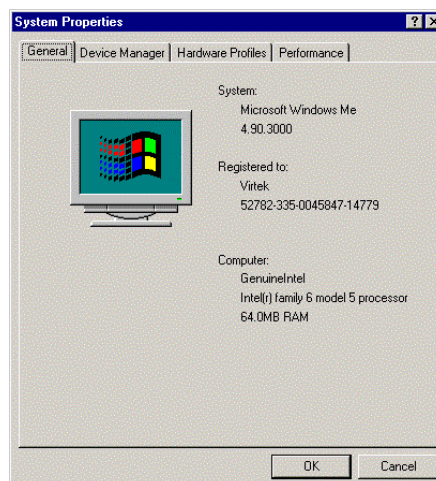 System Properties
General Device Manager Hardware Profiles Performance
System:
Microsoft Windows Me
4.90.3000
Registered to:
Virtek
52782-335-0045847-14779
Computer:
GenuineIntel
Intel(r) family 6 model 5 processor
64.0MB RAM
OK Cancel